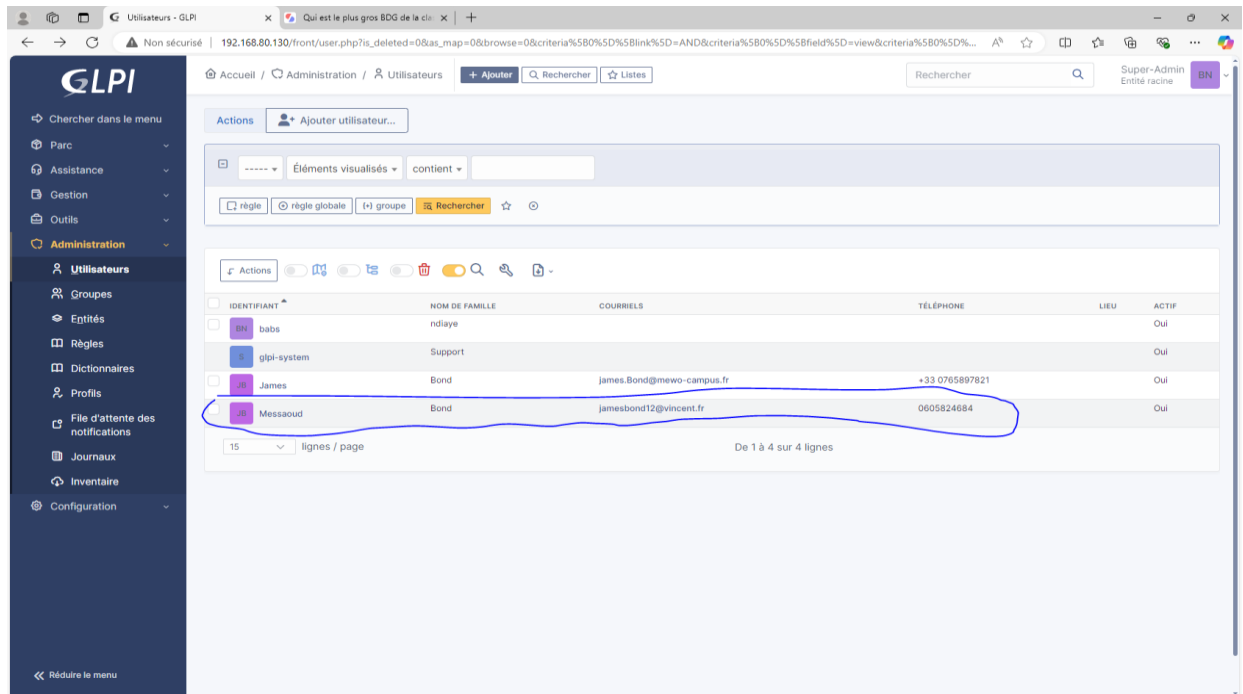 Utilisateurs - GLPI
Qui est le plus gros BDG de la cla
Non sécurisé
192.168.80.130/front/user.php?is_deleted=0&as_map=0&browse=0&criteria%5B0%5D%5Blink%5D=AND&criteria%5B0%5D%5Bfield%5D=view&criteria%5B0%5D%...
GLPI
Accueil / Administration / Utilisateurs + Ajouter Rechercher Listes
Rechercher
Super-Admin
Entité racine
BN
Chercher dans le menu
Parc
Assistance
Gestion
Outils
Administration
Utilisateurs
Groupes
Entités
Règles
Dictionnaires
Profils
File d'attente des
notifications
Journaux
Inventaire
Configuration
Réduire le menu
Actions Ajouter utilisateur...
----- Éléments visualisés contient
règle règle globale (+) groupe Rechercher
Actions
IDENTIFIANT NOM DE FAMILLE COURRIELS TÉLÉPHONE LIEU ACTIF
BN babs ndiaye Oui
S glpi-system Support Oui
JB James Bond james.Bond@mewo-campus.fr +33 0765897821 Oui
JB Messaoud Bond jamesbond12@vincent.fr 0605824684 Oui
15 lignes / page De 1 à 4 sur 4 lignes